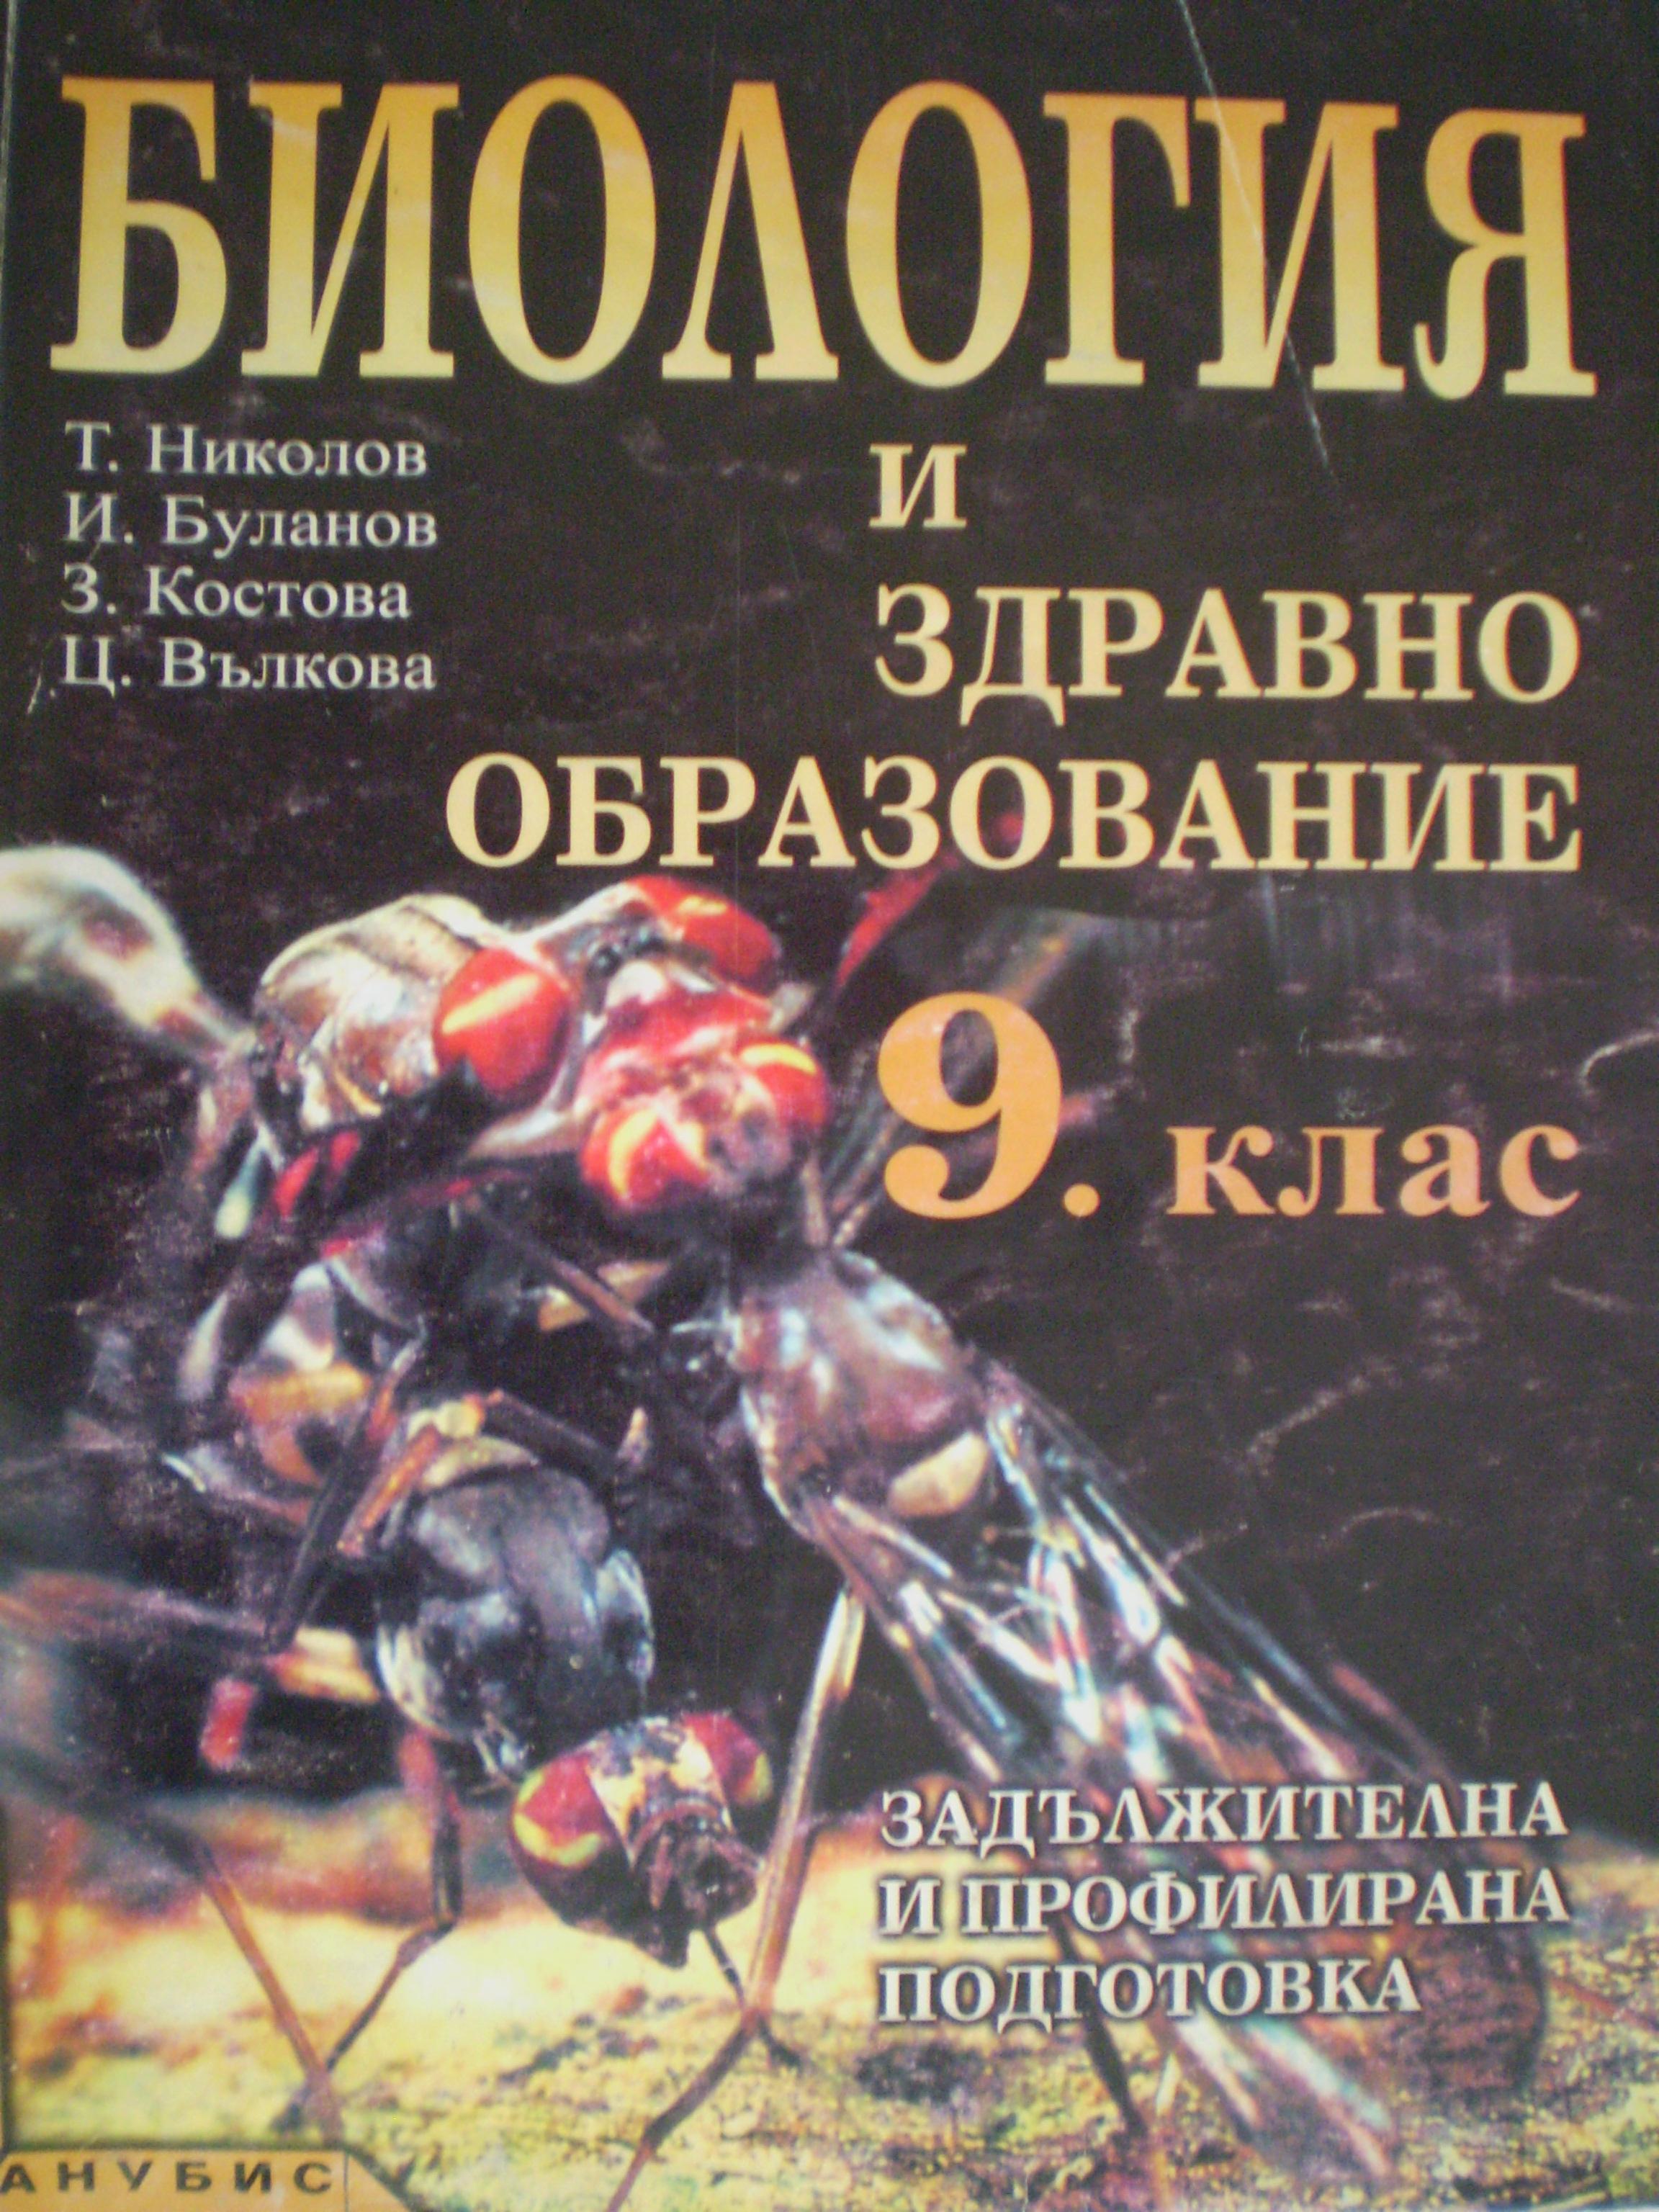 БИОЛОГИЯ
Т. Николов
И. Буланов
З. Костова
Ц. Вълкова
И
ЗДРАВНО
ОБРАЗОВАНИЕ
9. клас
ЗАДЪЛЖИТЕЛНА
И ПРОФИЛИРАНА
ПОДГОТОВКА
АНУБИС